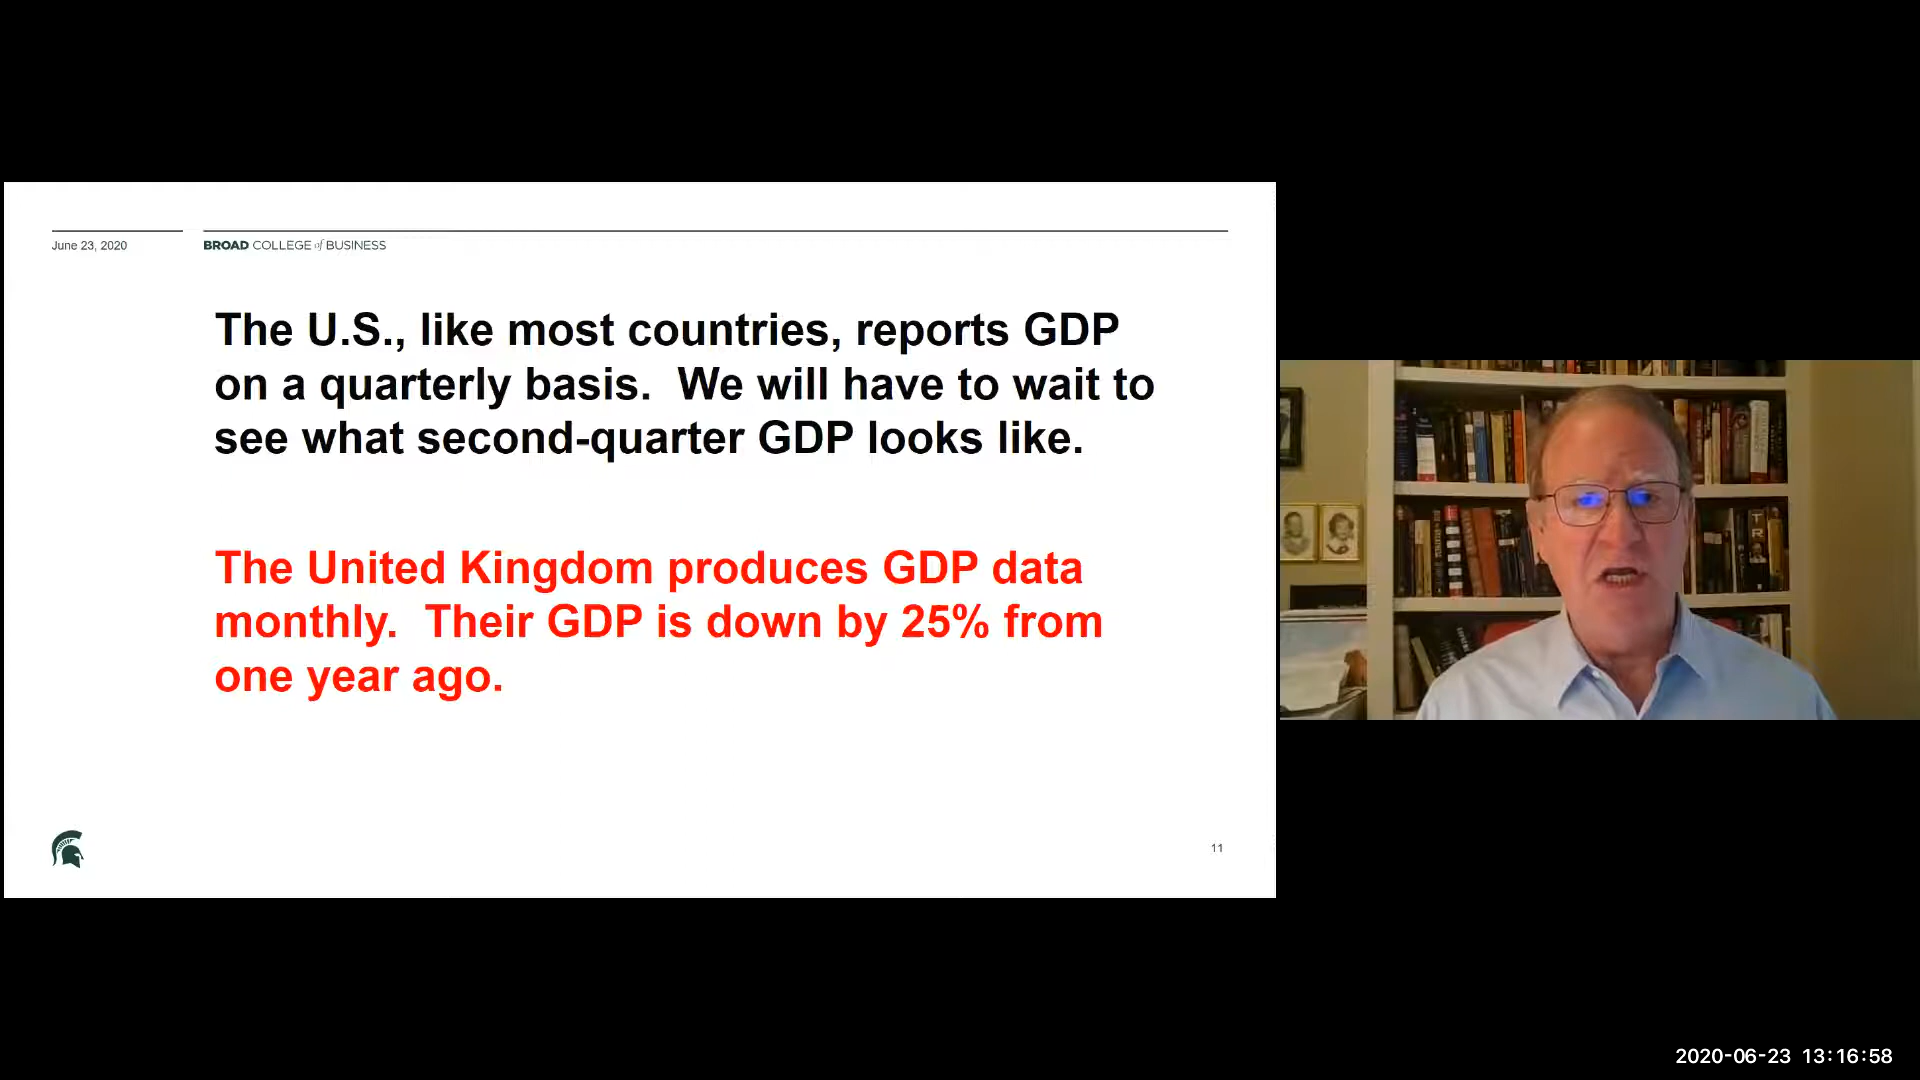 June 23, 2020
BROAD COLLEGE of BUSINESS
The U.S., like most countries, reports GDP
on a quarterly basis.  We will have to wait to
see what second-quarter GDP looks like.
The United Kingdom produces GDP data
monthly.  Their GDP is down by 25% from
one year ago.
11
2020-06-23 13:16:58